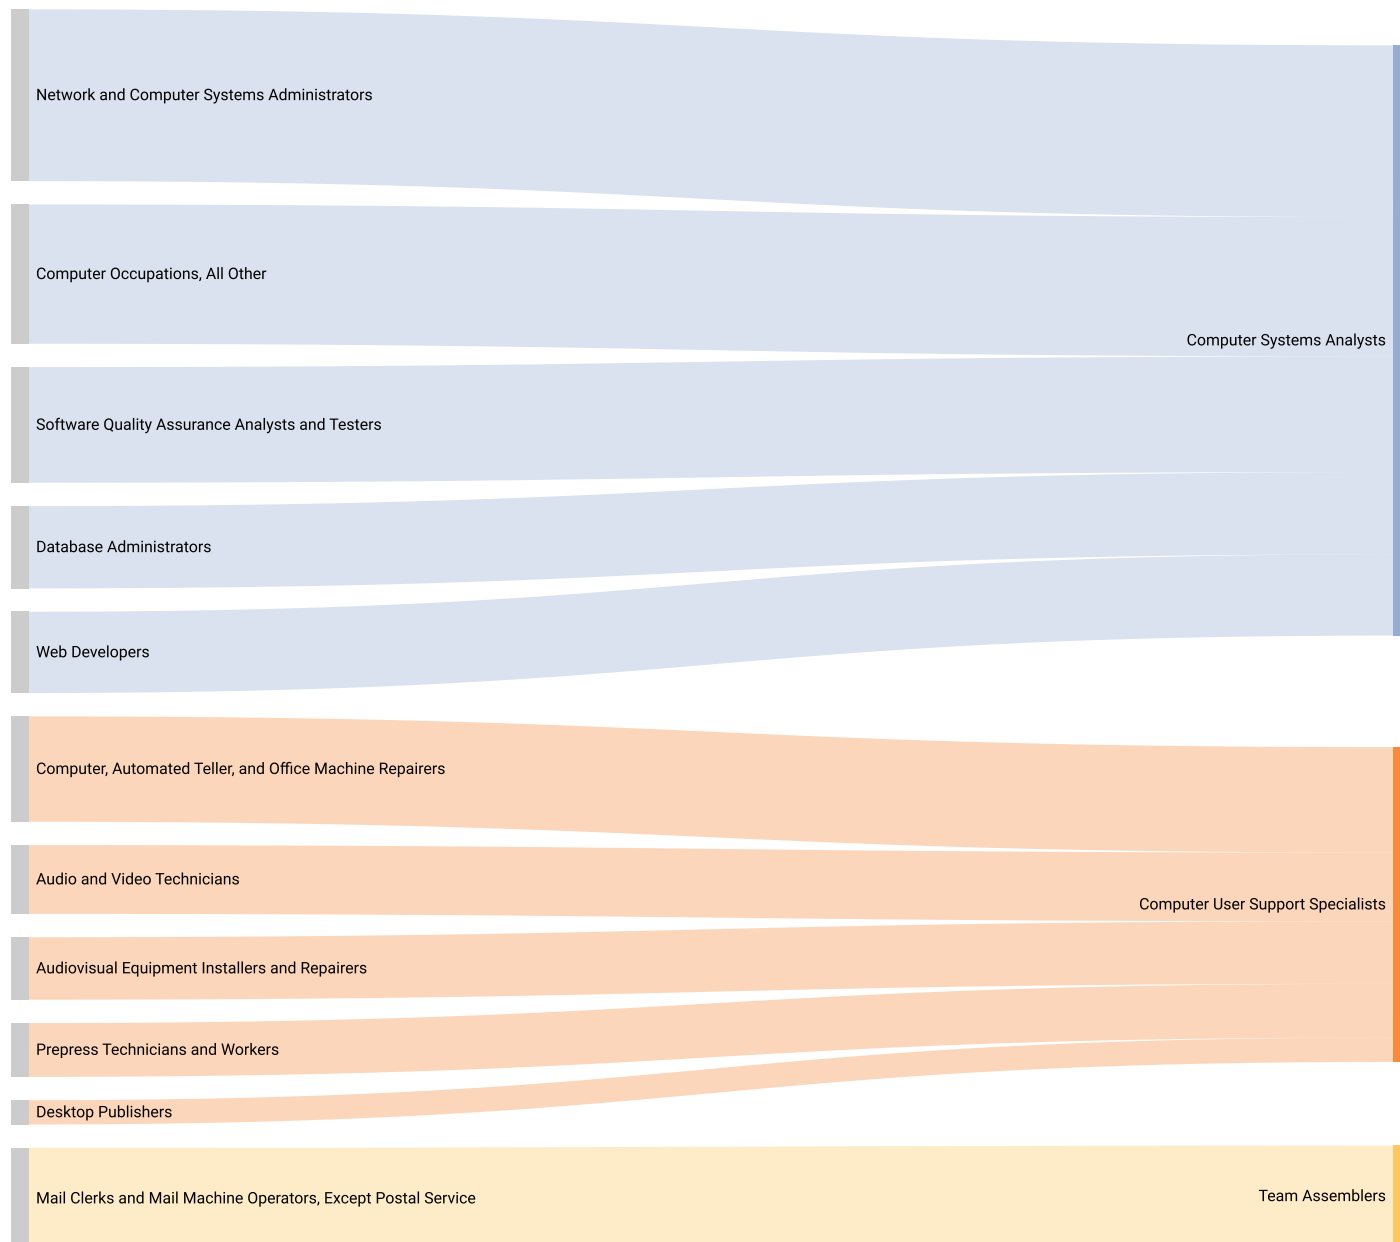 Network and Computer Systems Administrators
Computer Occupations, All Other
Computer Systems Analysts
Software Quality Assurance Analysts and Testers
Database Administrators
Web Developers
Computer, Automated Teller, and Office Machine Repairers
Audio and Video Technicians
Computer User Support Specialists
Audiovisual Equipment Installers and Repairers
Prepress Technicians and Workers
Desktop Publishers
Mail Clerks and Mail Machine Operators, Except Postal Service
Team Assemblers